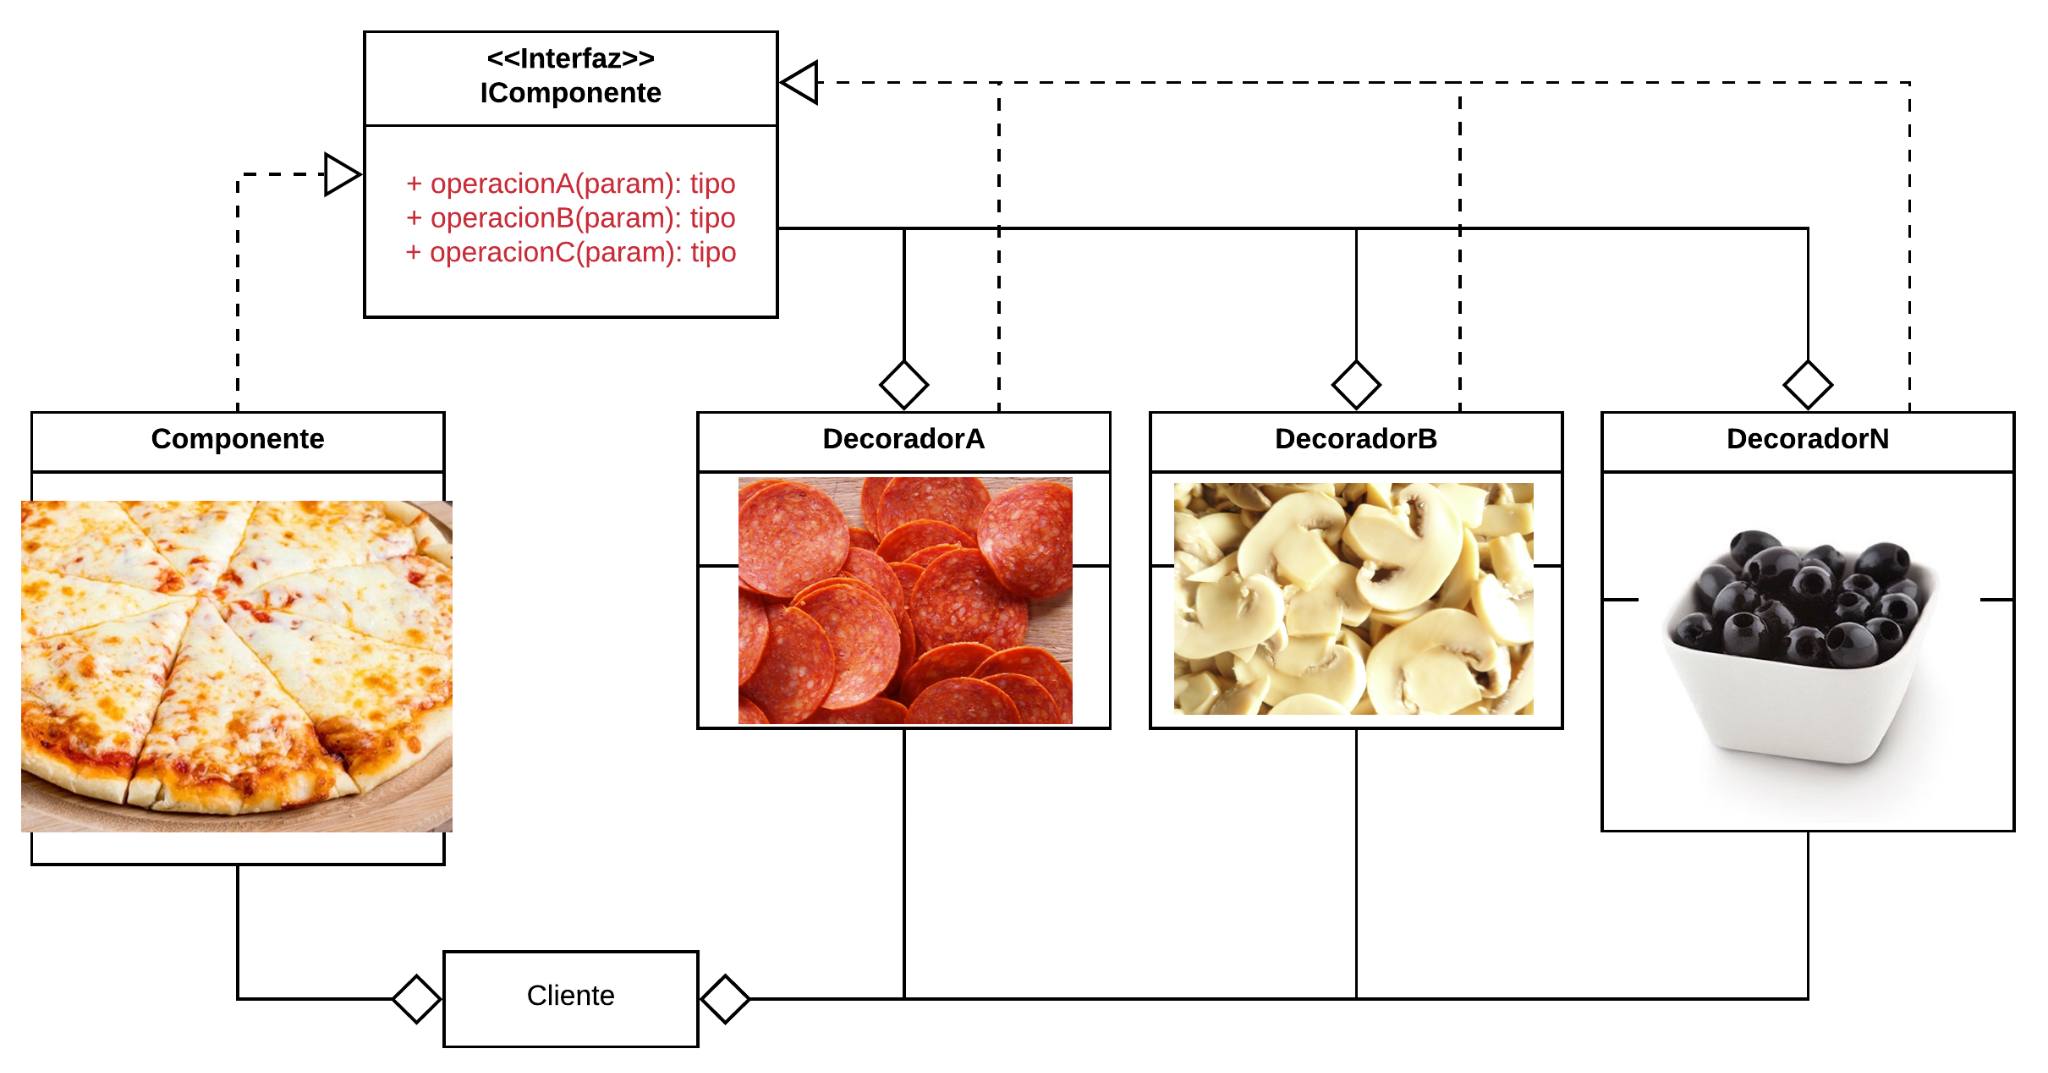 <<Interfaz>>
IComponente
+ operacionA(param): tipo
+ operacionB(param): tipo
+ operacionC(param): tipo
Componente
DecoradorA
DecoradorB
DecoradorN
Cliente